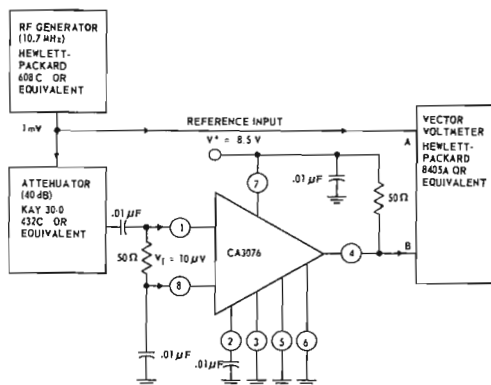 RF GENERATOR
(10.7 MHz)
HEWLETT-
PACKARD
608C OR
EQUIVALENT
1mV
REFERENCE INPUT
V+ = 8.5 V
A
VECTOR
VOLTMETER
HEWLETT-
PACKARD
8405A OR
EQUIVALENT
B
ATTENUATOR
(40 dB)
KAY 30-0
432C OR
EQUIVALENT
.01 µF
50Ω
VI = 10 µV
1
8
7
.01 µF
50Ω
CA3076
4
2
3
5
6
.01 µF
.01 µF